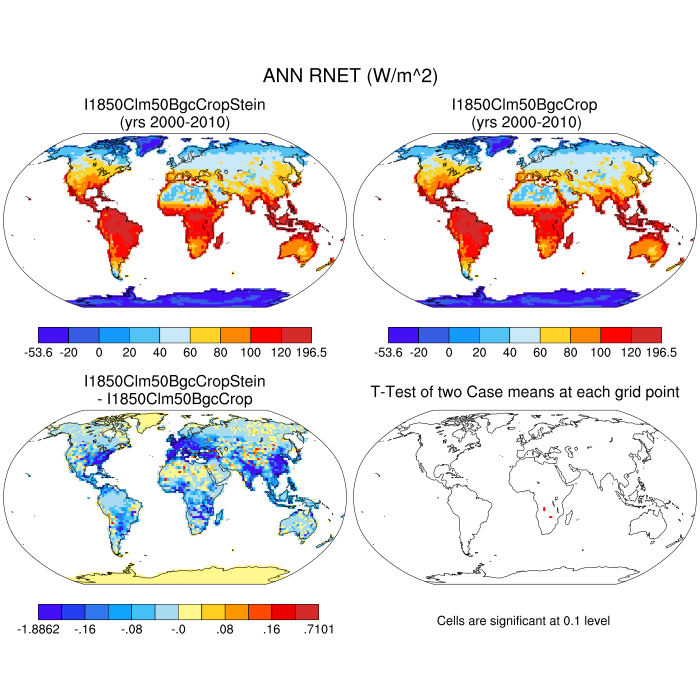 ANN RNET (W/m^2)
I1850Clm50BgcCropStein
(yrs 2000-2010)
I1850Clm50BgcCrop
(yrs 2000-2010)
-53.6 -20 0 20 40 60 80 100 120 196.5
-53.6 -20 0 20 40 60 80 100 120 196.5
I1850Clm50BgcCropStein
- I1850Clm50BgcCrop
T-Test of two Case means at each grid point
-1.8862 -.16 -.08 -.0 .08 .16 .7101
Cells are significant at 0.1 level